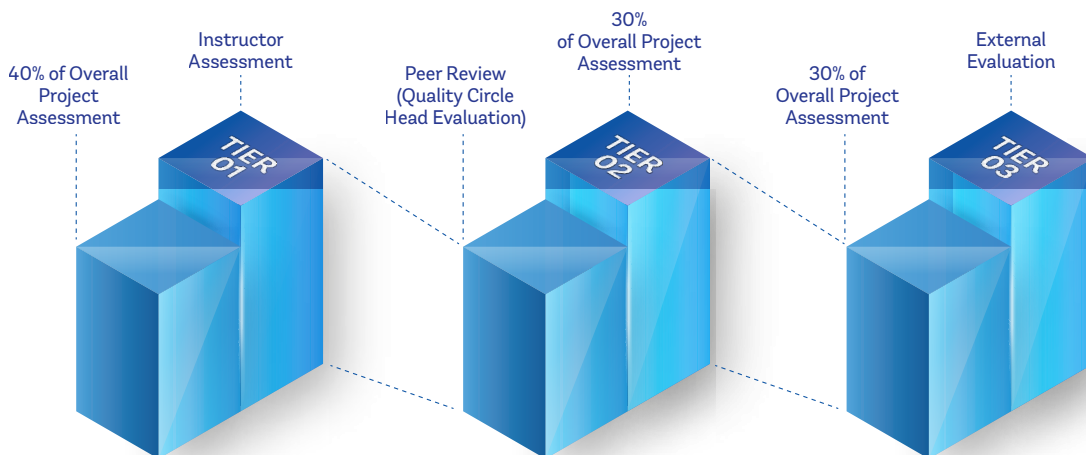 40% of Overall
Project
Assessment
Instructor
Assessment
TIER
01
Peer Review
(Quality Circle
Head Evaluation)
30%
of Overall Project
Assessment
TIER
02
30% of
Overall Project
Assessment
External
Evaluation
TIER
03